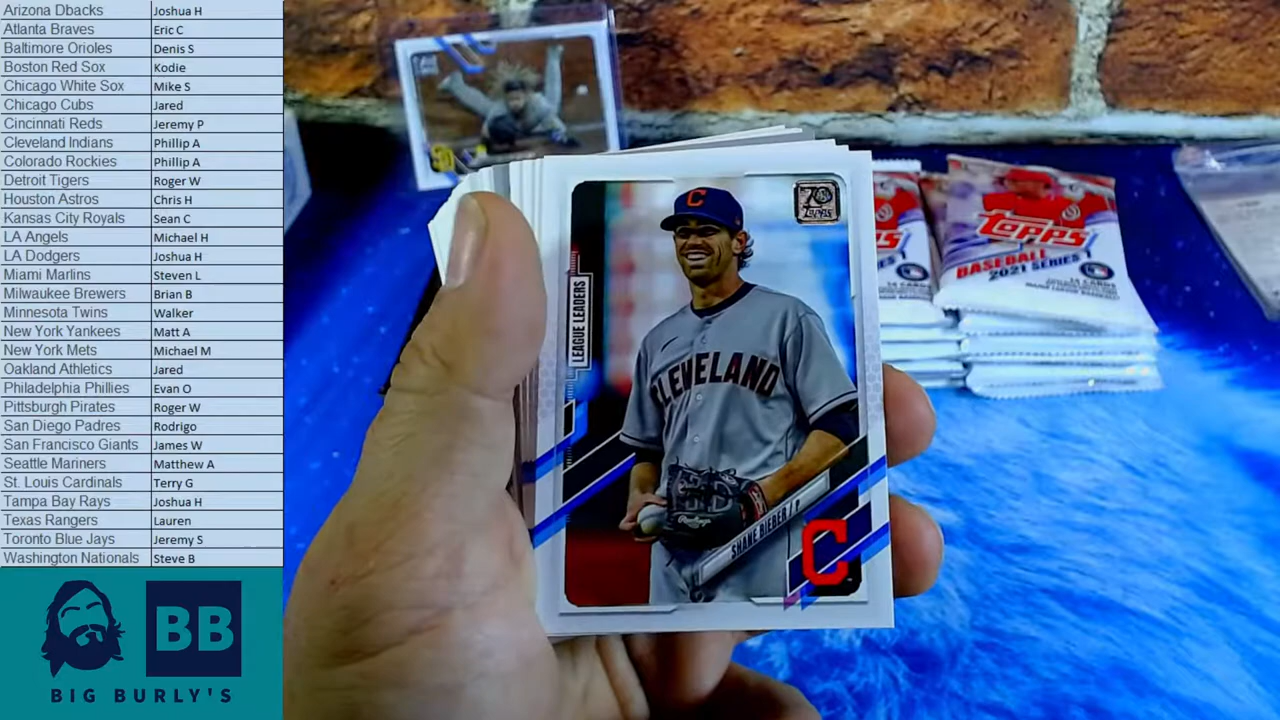 Arizona Dbacks Joshua H
Atlanta Braves Eric C
Baltimore Orioles Denis S
Boston Red Sox Kodie
Chicago White Sox Mike S
Chicago Cubs Jared
Cincinnati Reds Jeremy P
Cleveland Indians Phillip A
Colorado Rockies Phillip A
Detroit Tigers Roger W
Houston Astros Chris H
Kansas City Royals Sean C
LA Angels Michael H
LA Dodgers Joshua H
Miami Marlins Steven L
Milwaukee Brewers Brian B
Minnesota Twins Walker
New York Yankees Matt A
New York Mets Michael M
Oakland Athletics Jared
Philadelphia Phillies Evan O
Pittsburgh Pirates Roger W
San Diego Padres Rodrigo
San Francisco Giants James W
Seattle Mariners Matthew A
St. Louis Cardinals Terry G
Tampa Bay Rays Joshua H
Texas Rangers Lauren
Toronto Blue Jays Jeremy S
Washington Nationals Steve B
BB
BIG BURLY'S
C
70
Topps
LEAGUE LEADERS
CLEVELAND
Rawlings
SHANE BIEBER / P
C
Topps
BASEBALL
2021 SERIES 1
14 CARDS